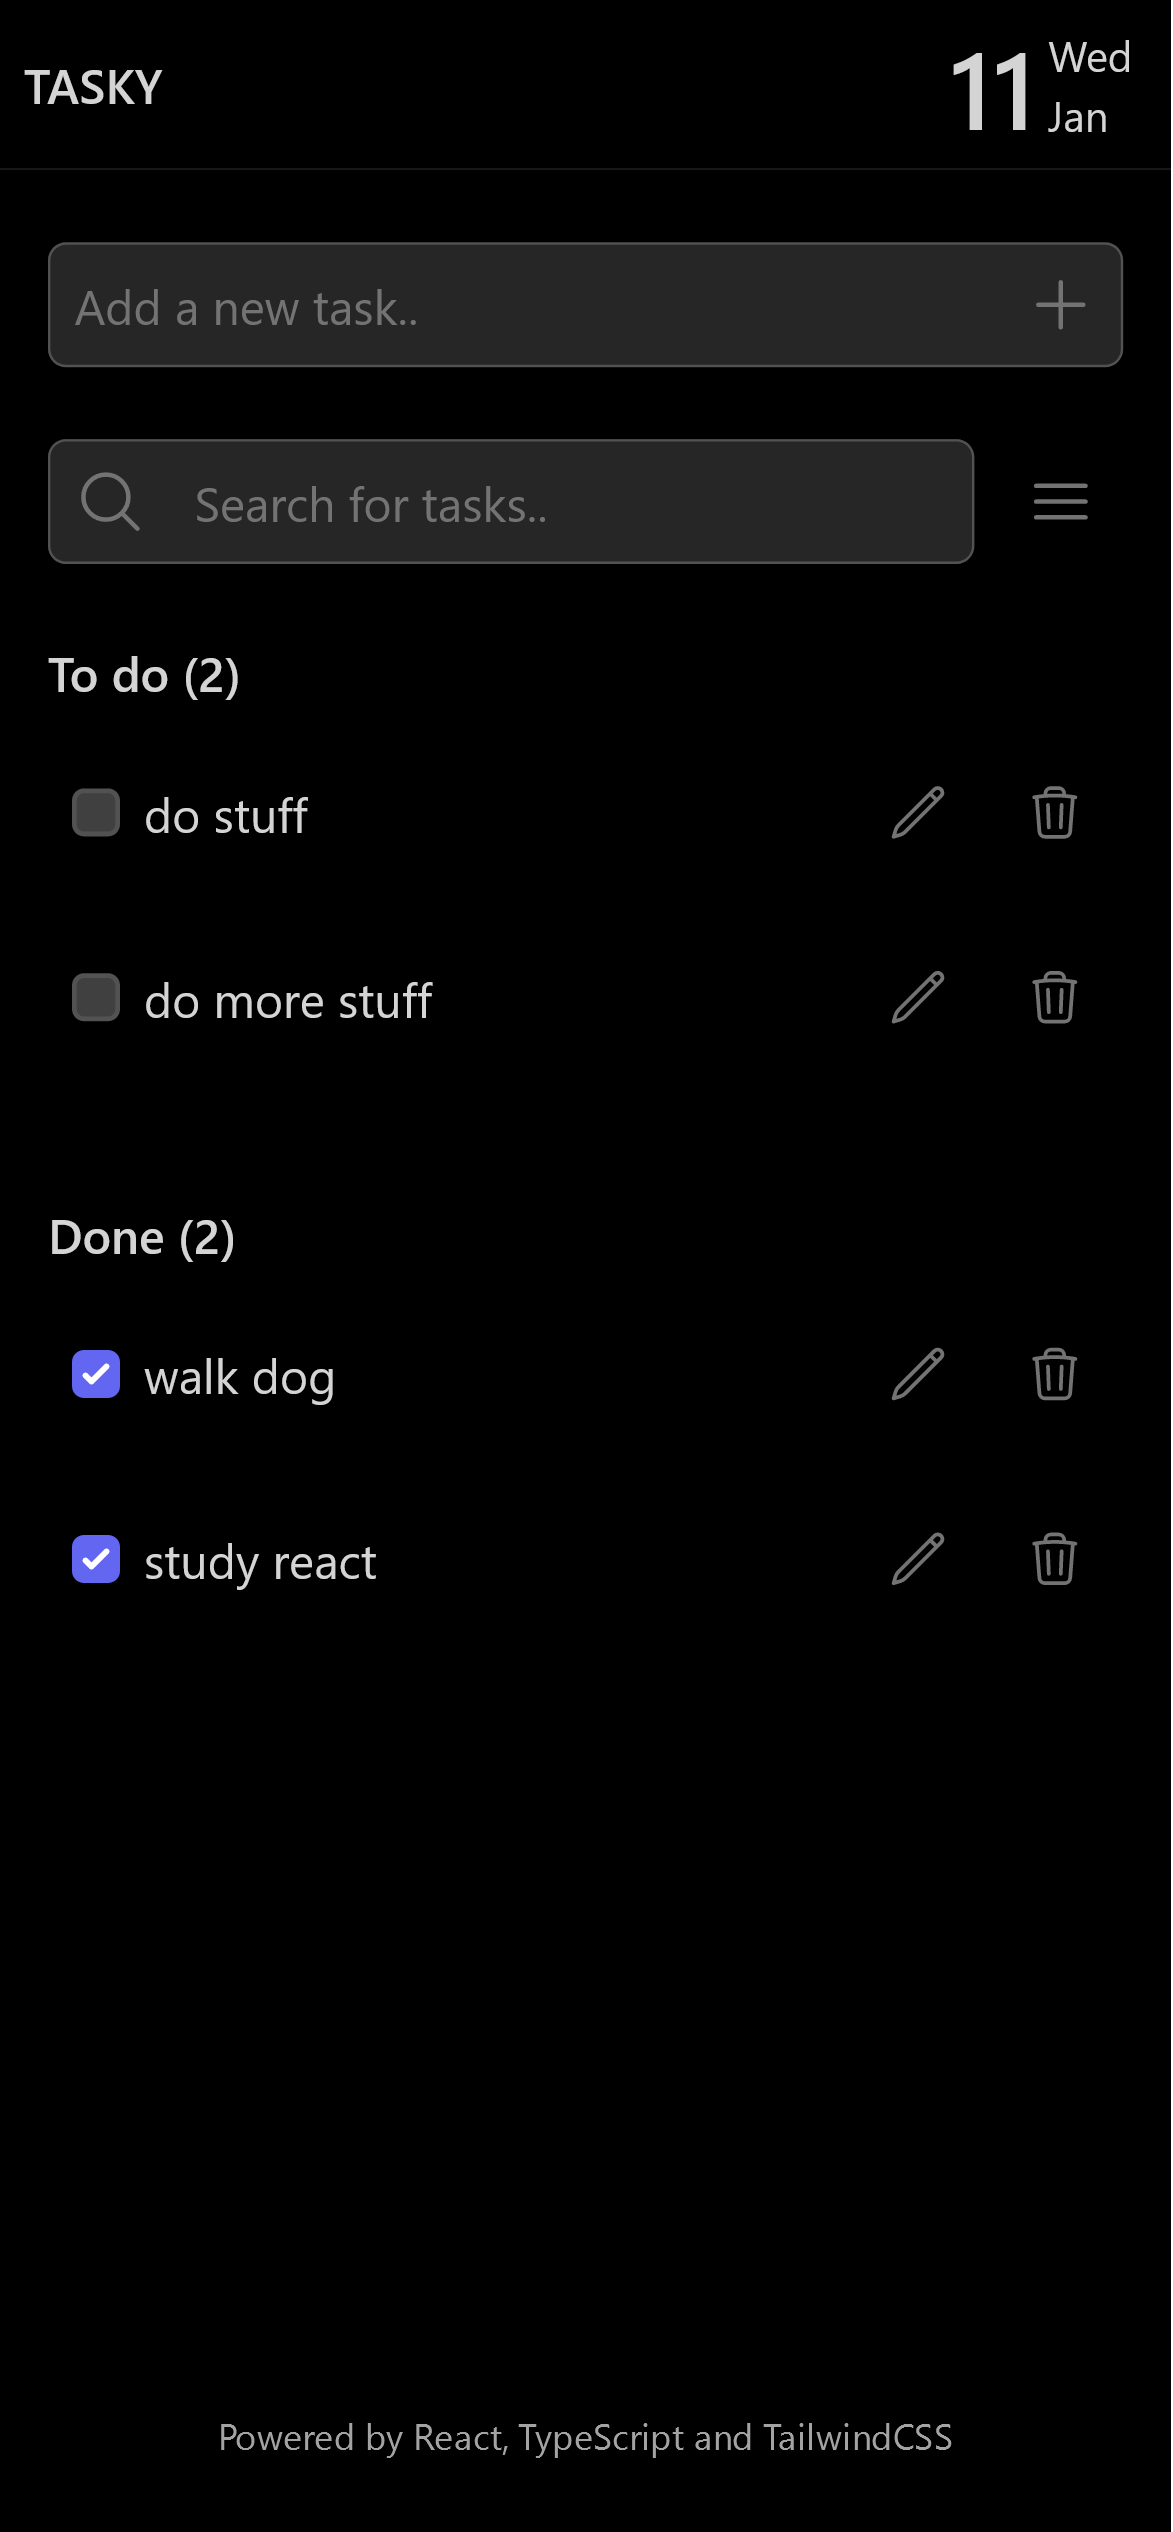 TASKY
11
Wed
Jan
Add a new task..
Search for tasks..
To do (2)
do stuff
do more stuff
Done (2)
walk dog
study react
Powered by React, TypeScript and TailwindCSS